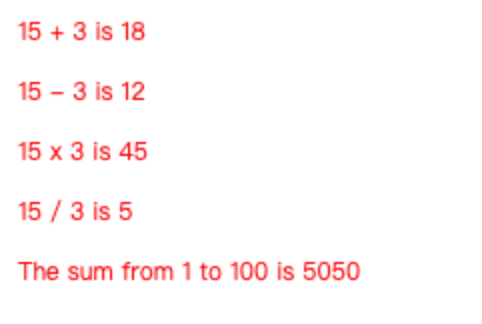 15 + 3 is 18
15 – 3 is 12
15 x 3 is 45
15 / 3 is 5
The sum from 1 to 100 is 5050